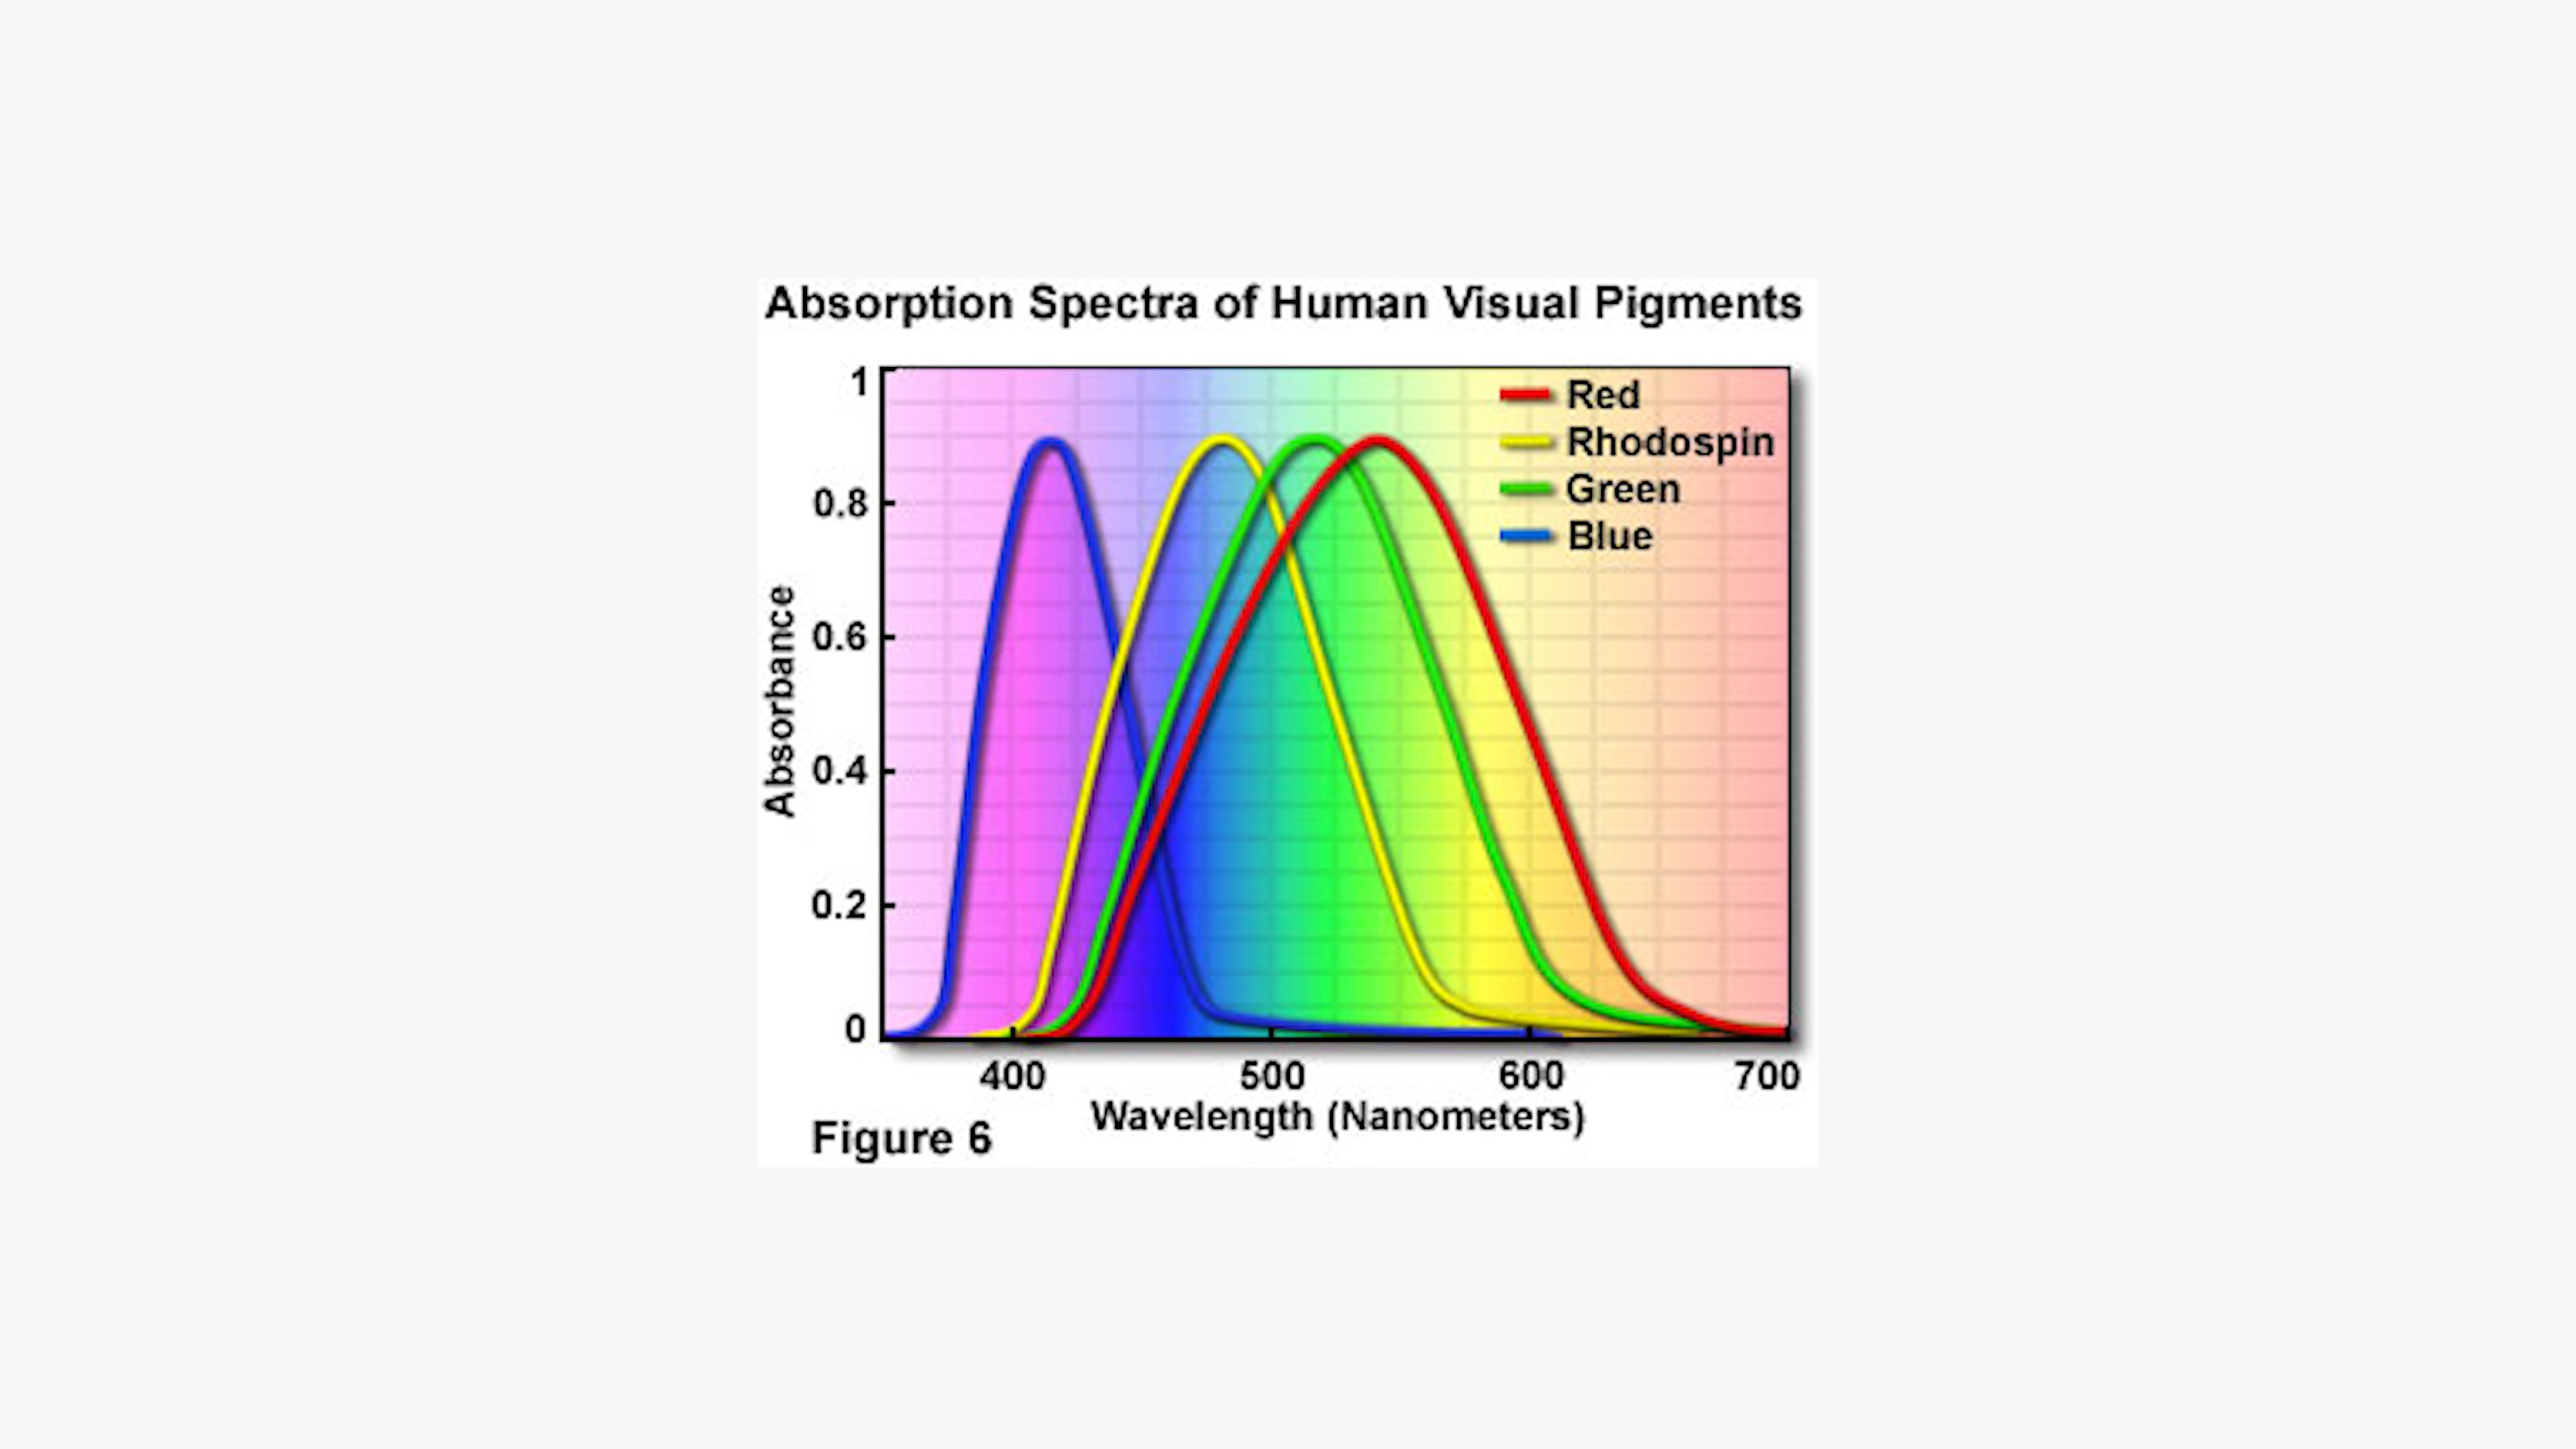 Absorption Spectra of Human Visual Pigments
1
0.8
0.6
0.4
0.2
0
Absorbance
Red
Rhodospin
Green
Blue
400 500 600 700
Wavelength (Nanometers)
Figure 6